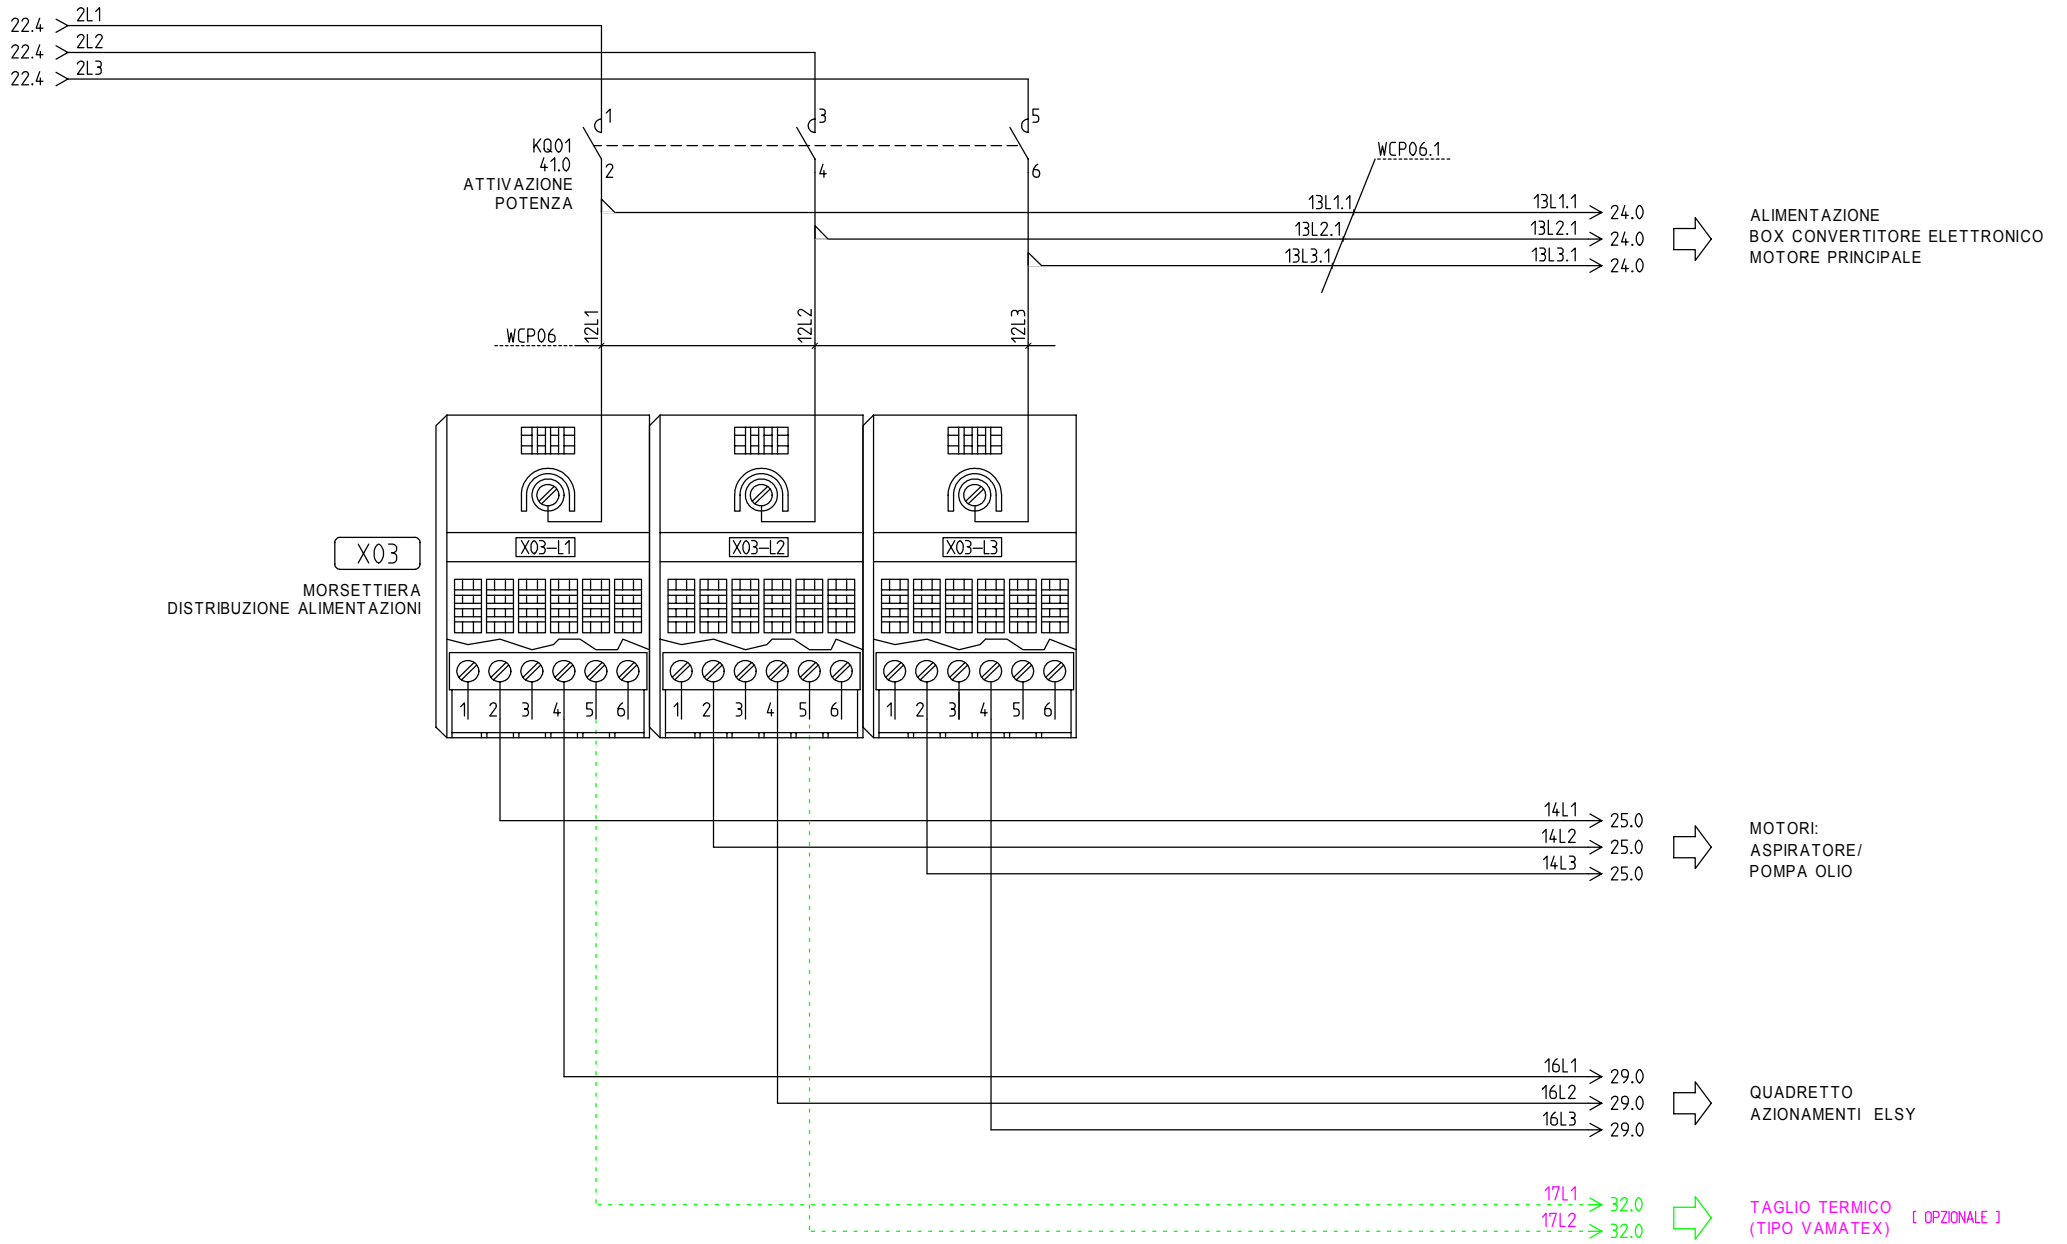 22.4 2L1
22.4 2L2
22.4 2L3
1 3 5
KQ01
41.0
ATTIVAZIONE
POTENZA
2 4 6
WCP06.1
13L1.1 13L1.1 24.0
13L2.1 13L2.1 24.0
13L3.1 13L3.1 24.0
ALIMENTAZIONE
BOX CONVERTITORE ELETTRONICO
MOTORE PRINCIPALE
12L1 12L2 12L3
WCP06
X03-L1 X03-L2 X03-L3
X03
MORSETTIERA
DISTRIBUZIONE ALIMENTAZIONI
1 2 3 4 5 6 1 2 3 4 5 6 1 2 3 4 5 6
14L1 25.0
14L2 25.0
14L3 25.0
MOTORI:
ASPIRATORE/
POMPA OLIO
16L1 29.0
16L2 29.0
16L3 29.0
QUADRETTO
AZIONAMENTI ELSY
17L1 32.0
17L2 32.0
TAGLIO TERMICO
(TIPO VAMATEX)
[ OPZIONALE ]